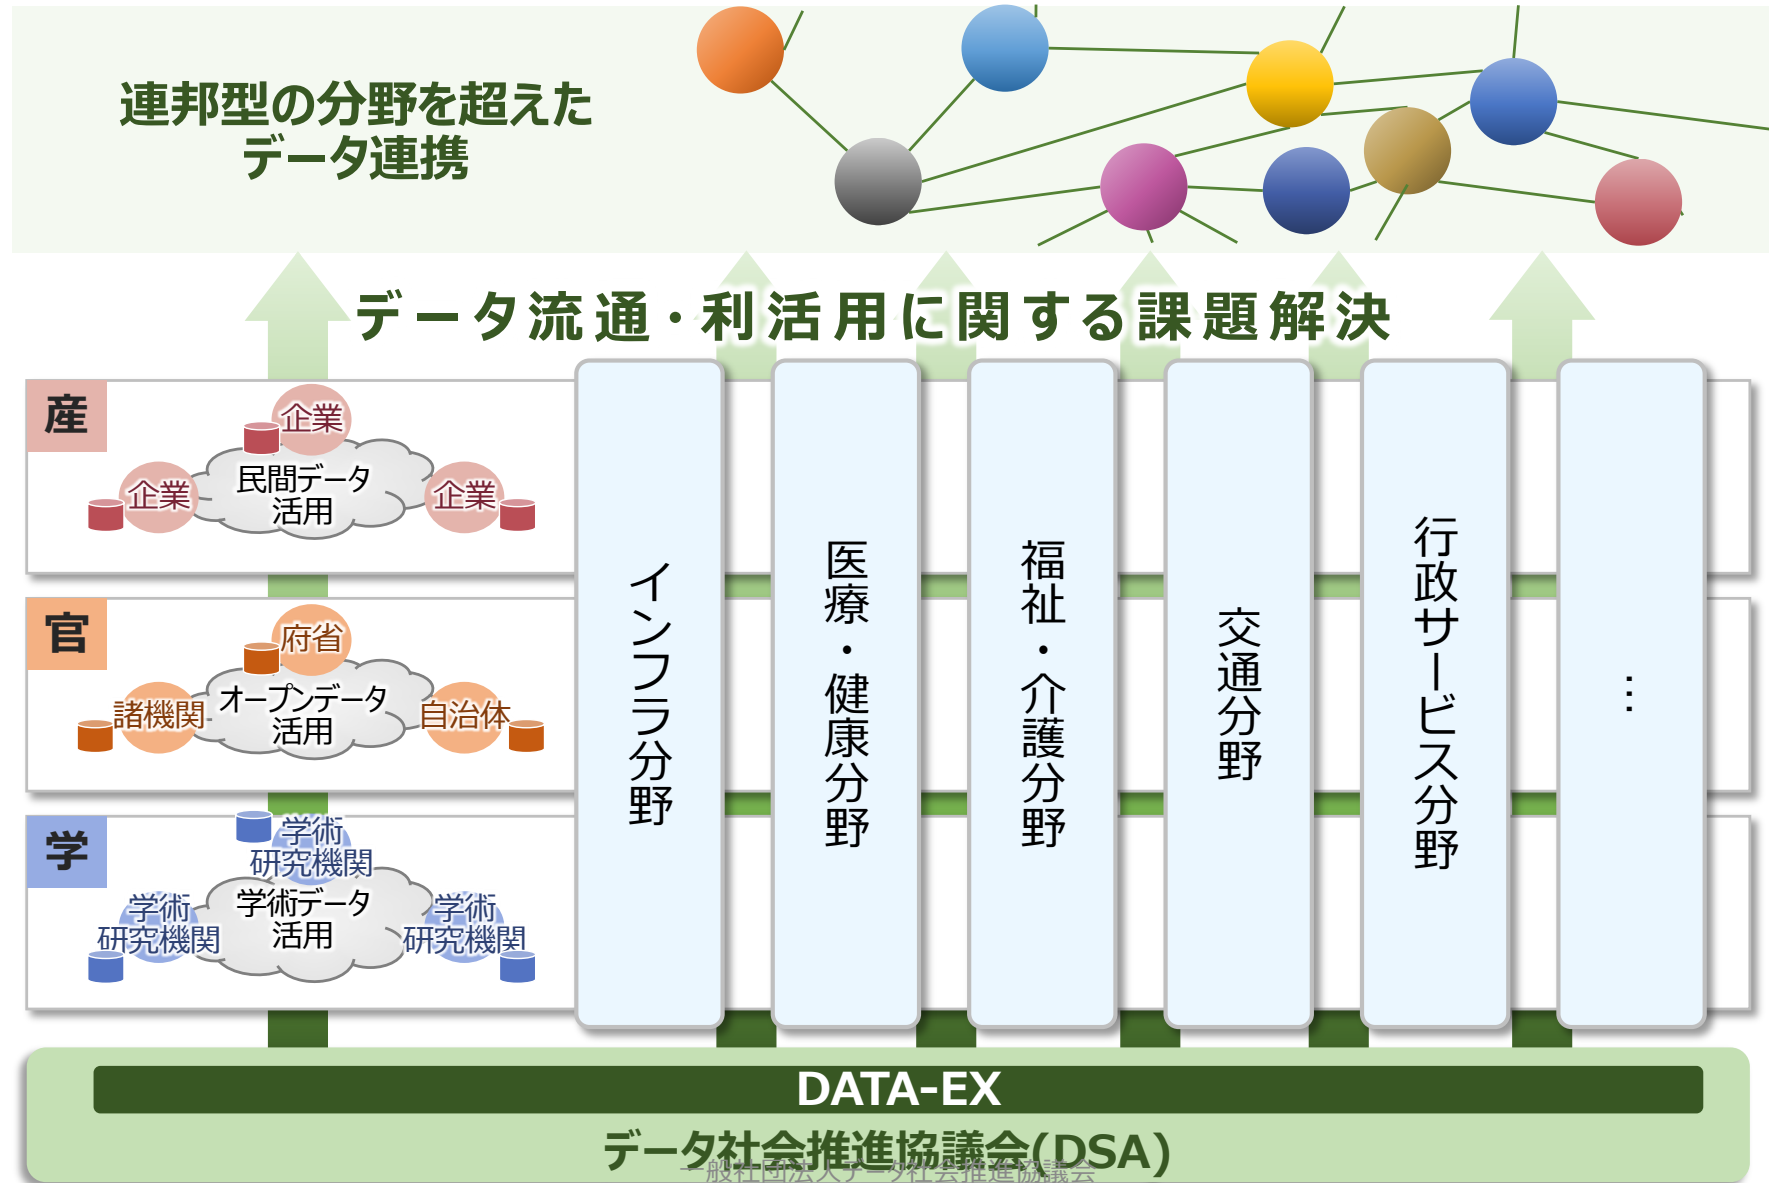 連邦型の分野を超えた
データ連携
データ流通・利活用に関する課題解決
産
企業
企業
企業
民間データ
活用
官
府省
諸機関
自治体
オープンデータ
活用
学
学術
研究機関
学術
研究機関
学術
研究機関
学術データ
活用
インフラ分野
医療・健康分野
福祉・介護分野
交通分野
行政サービス分野
…
DATA-EX
データ社会推進協議会(DSA)
一般社団法人データ社会推進協議会